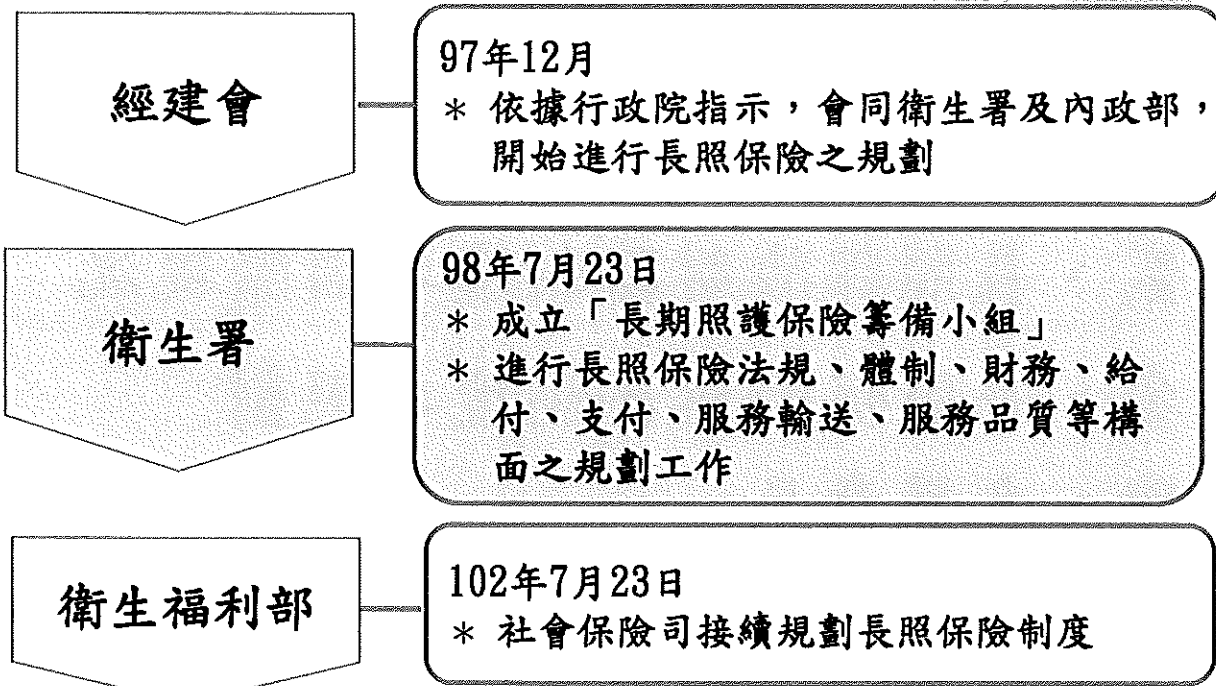 經建會
97年12月
* 依據行政院指示，會同衛生署及內政部，
開始進行長照保險之規劃
衛生署
98年7月23日
* 成立「長期照護保險籌備小組」
* 進行長照保險法規、體制、財務、給
付、支付、服務輸送、服務品質等構
面之規劃工作
衛生福利部
102年7月23日
* 社會保險司接續規劃長照保險制度